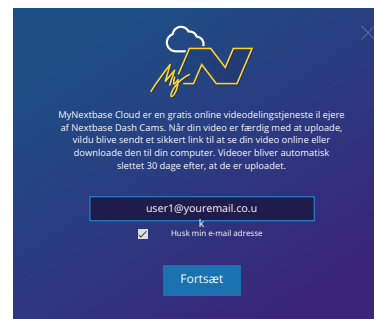 My N
MyNextbase Cloud er en gratis online videodelingstjeneste il ejere
af Nextbase Dash Cams. Når din video er færdig med at uploade,
vildu blive sendt et sikkert link til at se din video online eller
downloade den til din computer. Videoer bliver automatisk
slettet 30 dage efter, at de er uploadet.
user1@youremail.co.u
k
Husk min e-mail adresse
Fortsæt